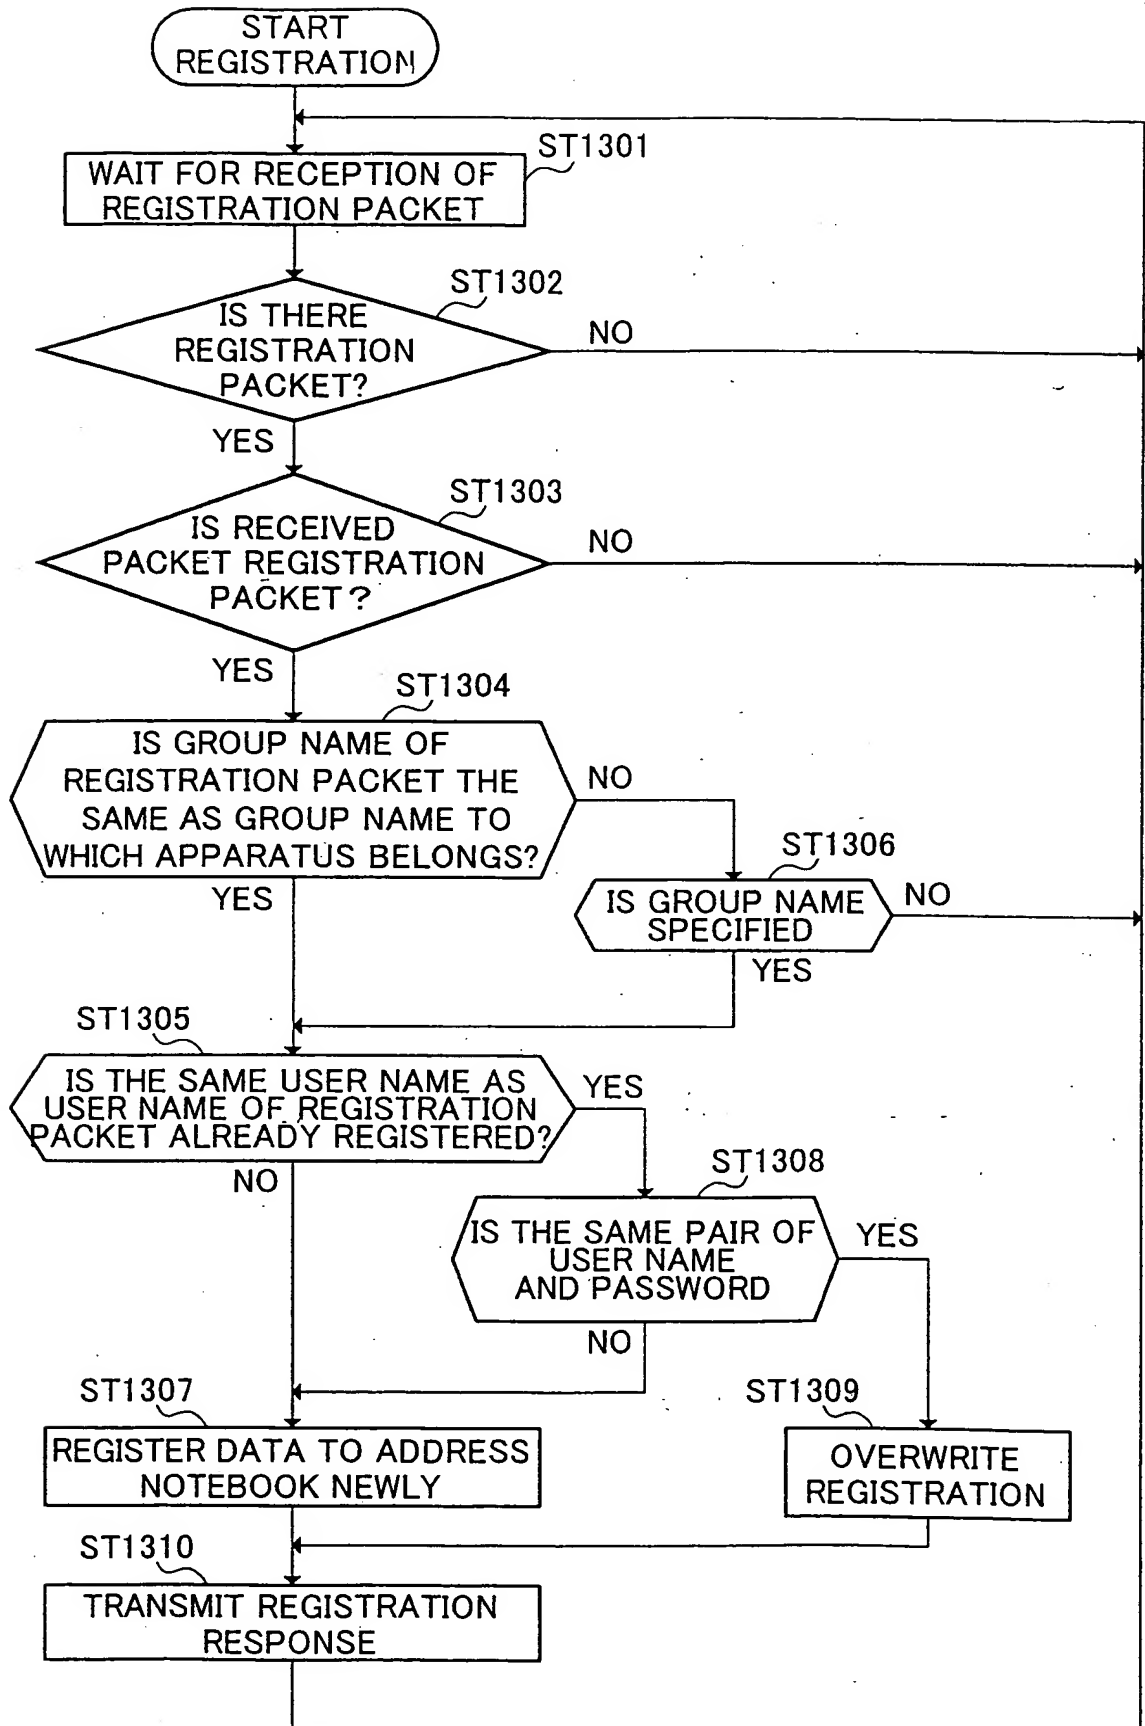 START
REGISTRATION
ST1301
WAIT FOR RECEPTION OF
REGISTRATION PACKET
ST1302
IS THERE
REGISTRATION
PACKET?
NO
YES
ST1303
IS RECEIVED
PACKET REGISTRATION
PACKET?
NO
YES
ST1304
IS GROUP NAME OF
REGISTRATION PACKET THE
SAME AS GROUP NAME TO
WHICH APPARATUS BELONGS?
NO
YES
ST1306
IS GROUP NAME
SPECIFIED
NO
YES
ST1305
IS THE SAME USER NAME AS
USER NAME OF REGISTRATION
PACKET ALREADY REGISTERED?
YES
NO
ST1308
IS THE SAME PAIR OF
USER NAME
AND PASSWORD
YES
NO
ST1307
REGISTER DATA TO ADDRESS
NOTEBOOK NEWLY
ST1309
OVERWRITE
REGISTRATION
ST1310
TRANSMIT REGISTRATION
RESPONSE